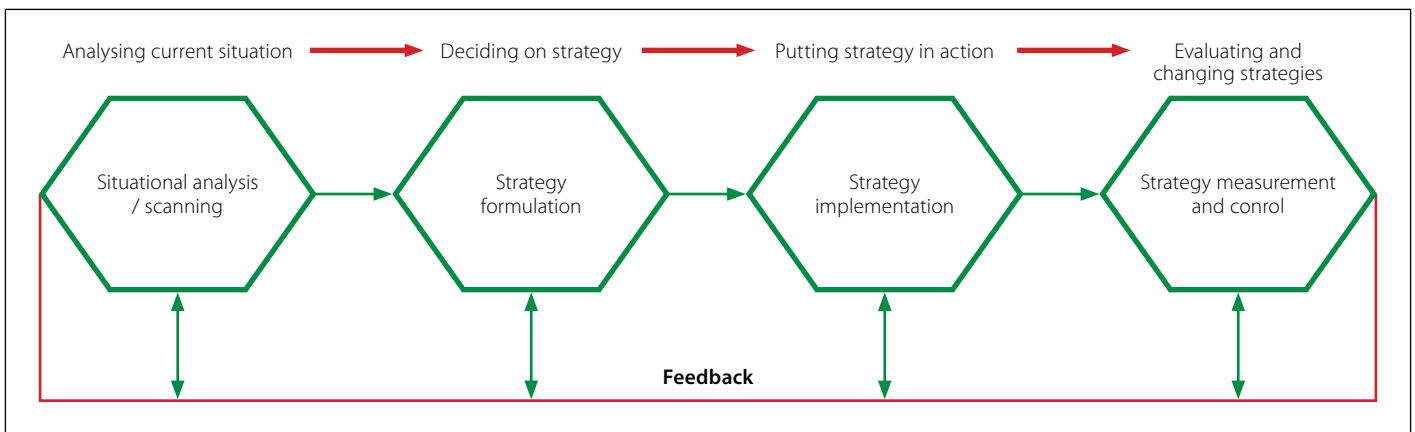 Analysing current situation
Deciding on strategy
Putting strategy in action
Evaluating and
changing strategies
Situational analysis
/ scanning
Strategy
formulation
Strategy
implementation
Strategy measurement
and conrol
Feedback